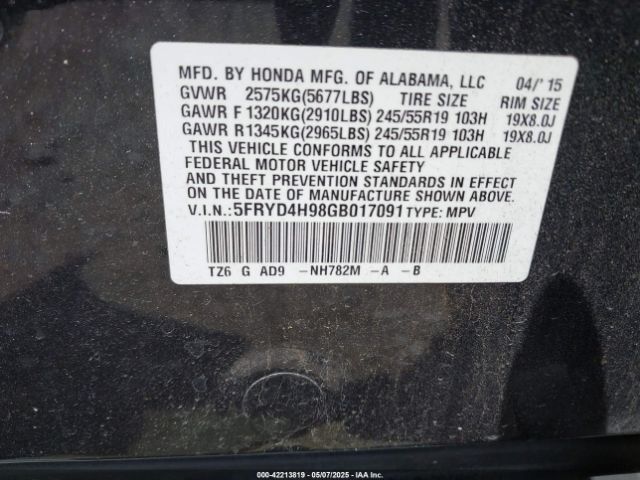 MFD. BY HONDA MFG. OF ALABAMA, LLC 04/' 15
GVWR 2575KG(5677LBS) TIRE SIZE RIM SIZE
GAWR F 1320KG(2910LBS) 245/55R19 103H 19X8.0J
GAWR R 1345KG(2965LBS) 245/55R19 103H 19X8.0J
THIS VEHICLE CONFORMS TO ALL APPLICABLE
FEDERAL MOTOR VEHICLE SAFETY
AND THEFT PREVENTION STANDARDS IN EFFECT
ON THE DATE OF MANUFACTURE SHOWN ABOVE.
V.I.N.: 5FRYD4H98GB017091 TYPE: MPV
TZ6 G AD9 -NH782M -A -B
000-42213819 - 05/07/2025 - IAAI.COM